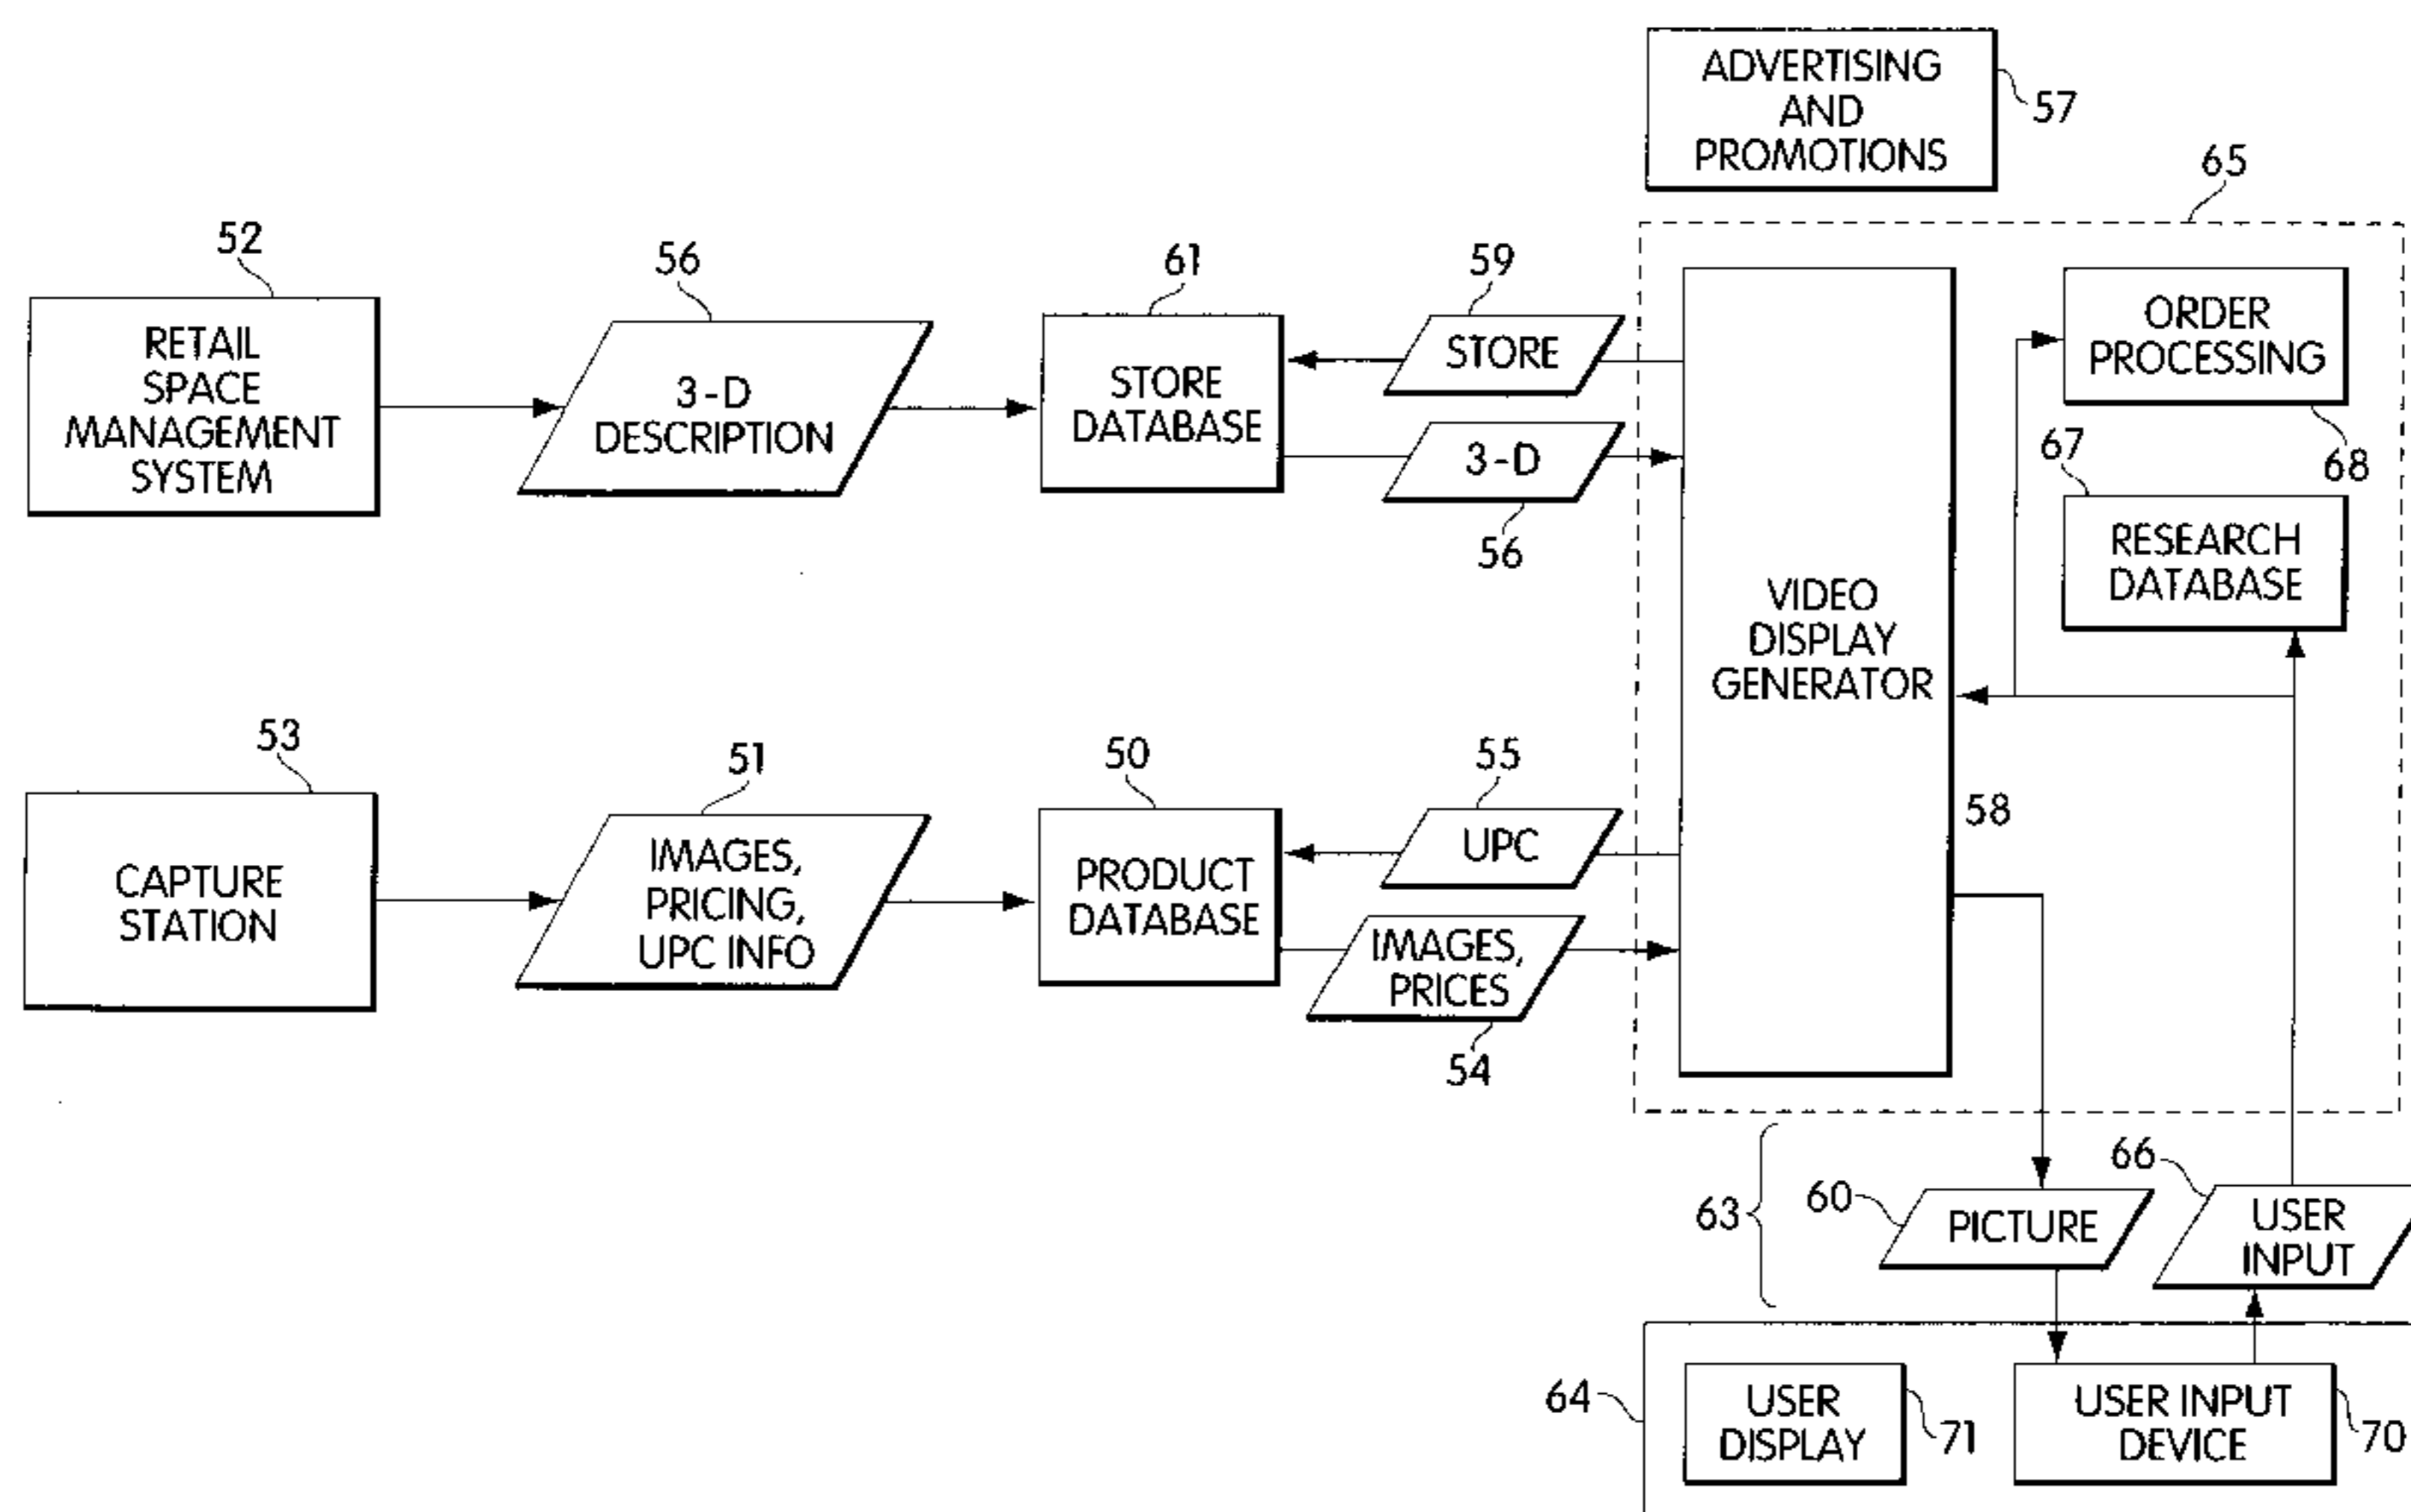 ADVERTISING
AND
PROMOTIONS
57
65
52
56
61
59
RETAIL
SPACE
MANAGEMENT
SYSTEM
3-D
DESCRIPTION
STORE
DATABASE
STORE
3-D
56
ORDER
PROCESSING
68
67
RESEARCH
DATABASE
VIDEO
DISPLAY
GENERATOR
58
53
51
50
55
CAPTURE
STATION
IMAGES,
PRICING,
UPC INFO
PRODUCT
DATABASE
UPC
IMAGES,
PRICES
54
63
60
PICTURE
66
USER
INPUT
64
USER
DISPLAY
71
USER INPUT
DEVICE
70